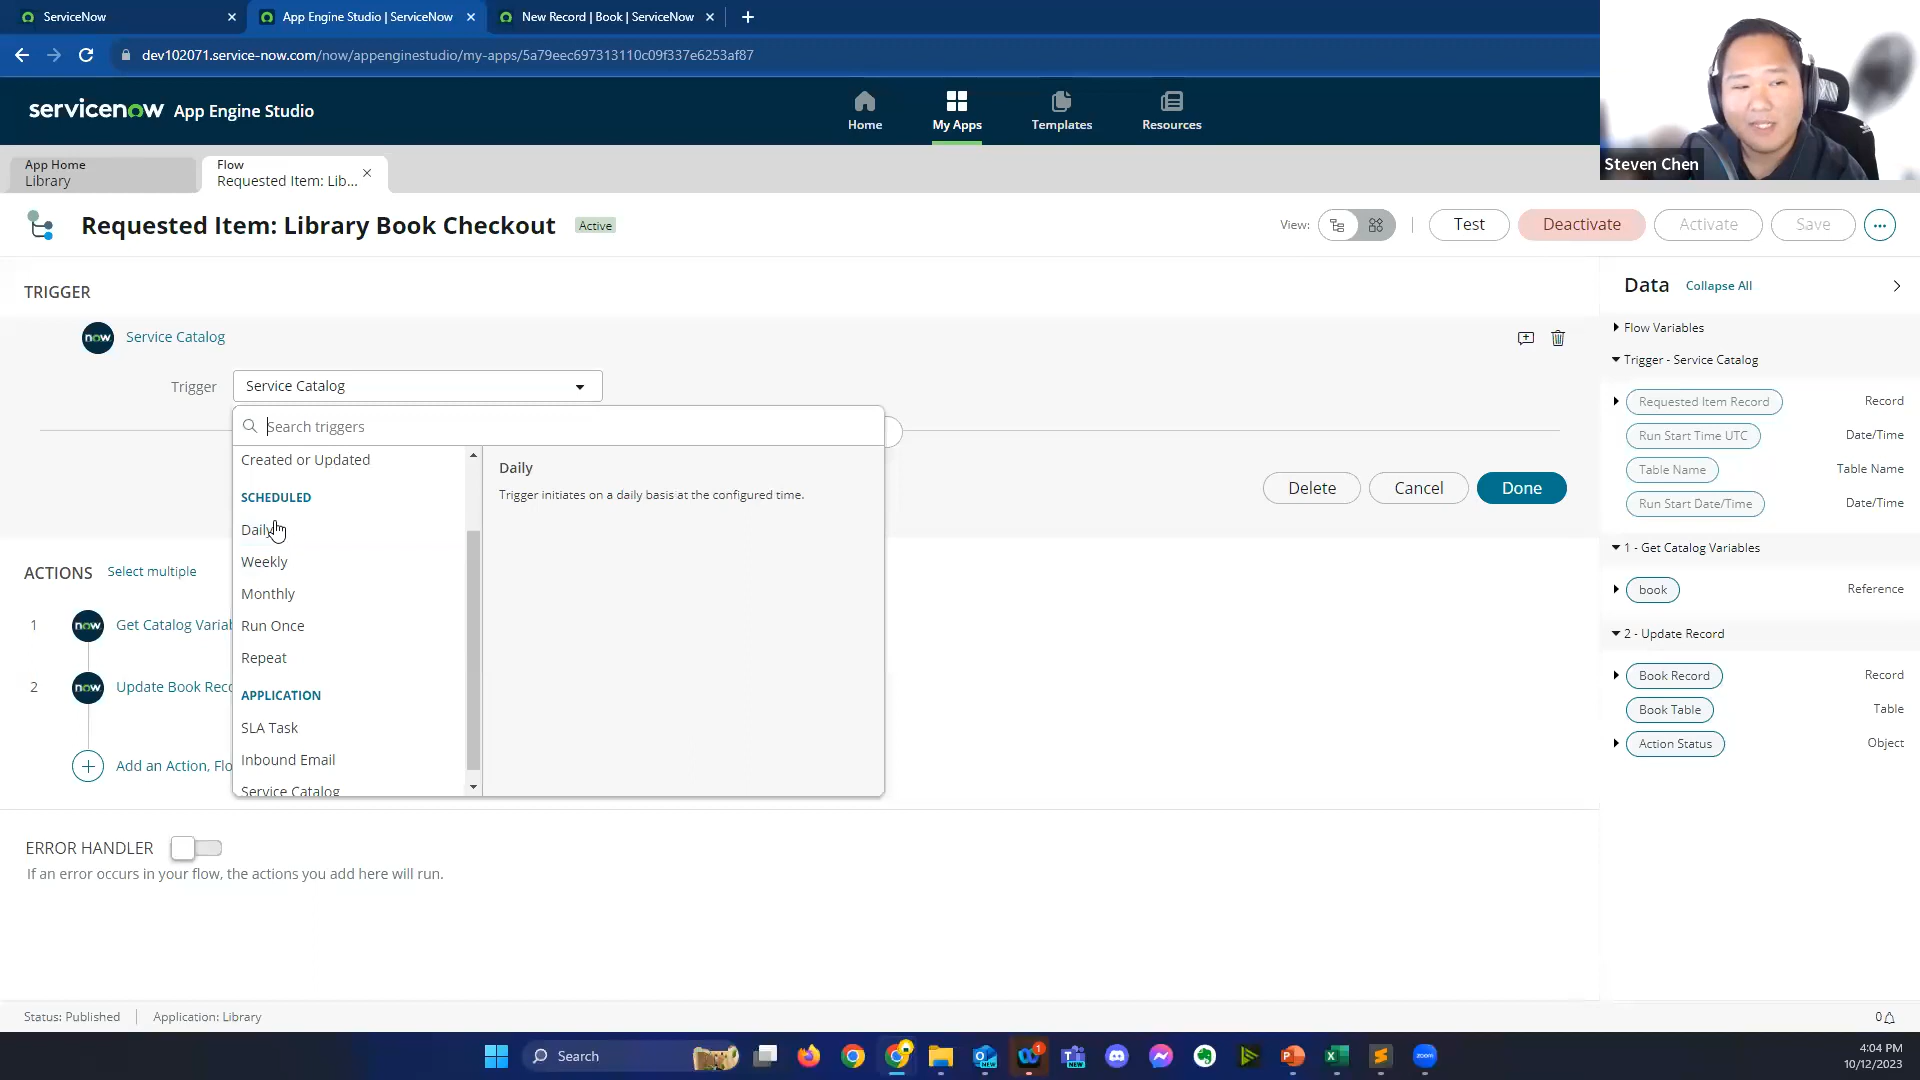 ServiceNow
App Engine Studio | ServiceNow
New Record | Book | ServiceNow
dev102071.service-now.com/now/appenginestudio/my-apps/5a79eec697313110c09f337e6253af87
servicenow App Engine Studio
Home
My Apps
Templates
Resources
Steven Chen
App Home
Library
Flow
Requested Item: Lib...
Requested Item: Library Book Checkout
Active
View:
Test
Deactivate
Activate
Save
TRIGGER
now
Service Catalog
Trigger
Service Catalog
Search triggers
Created or Updated
SCHEDULED
Daily
Weekly
Monthly
Run Once
Repeat
APPLICATION
SLA Task
Inbound Email
Service Catalog
Daily
Trigger initiates on a daily basis at the configured time.
Delete
Cancel
Done
ACTIONS
Select multiple
1
now
Get Catalog Variab
2
now
Update Book Reco
Add an Action, Flo
ERROR HANDLER
If an error occurs in your flow, the actions you add here will run.
Data
Collapse All
Flow Variables
Trigger - Service Catalog
Requested Item Record
Record
Run Start Time UTC
Date/Time
Table Name
Table Name
Run Start Date/Time
Date/Time
1 - Get Catalog Variables
book
Reference
2 - Update Record
Book Record
Record
Book Table
Table
Action Status
Object
Status: Published
Application: Library
0
Search
4:04 PM
10/12/2023